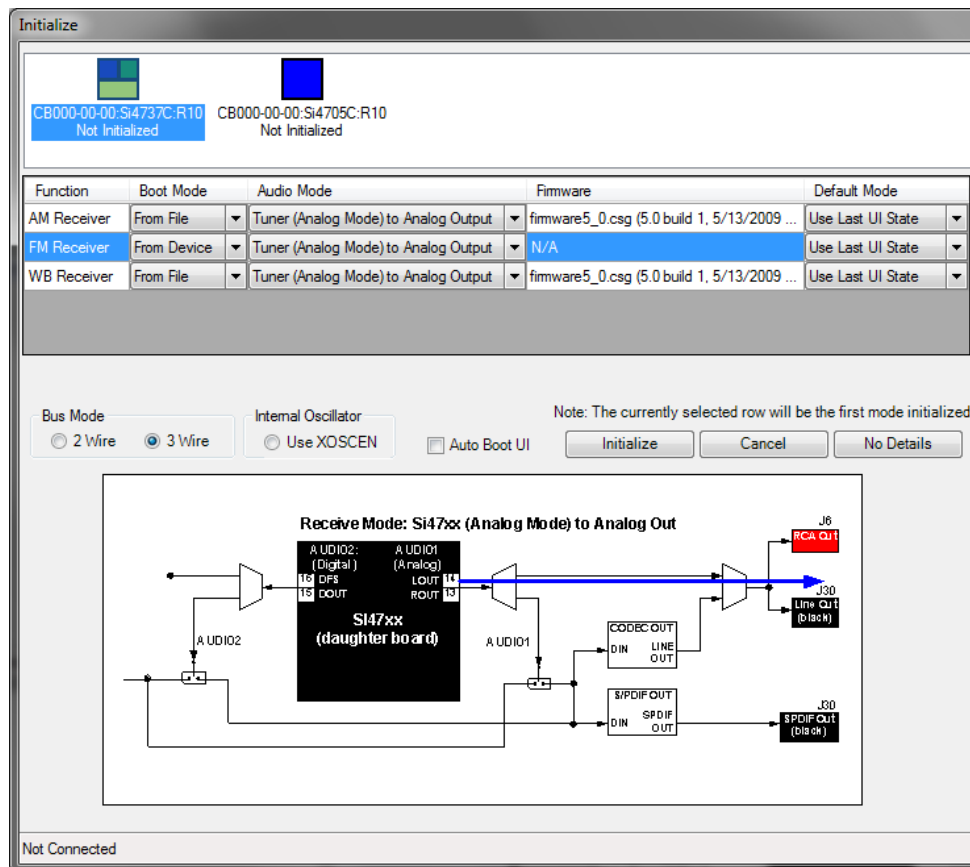 Initialize
CB000-00-00:Si4737C:R10 CB000-00-00:Si4705C:R10
Not Initialized Not Initialized
Function Boot Mode Audio Mode Firmware Default Mode
AM Receiver From File Tuner (Analog Mode) to Analog Output firmware5_0.csg (5.0 build 1, 5/13/2009 ... Use Last UI State
FM Receiver From Device Tuner (Analog Mode) to Analog Output N/A Use Last UI State
WB Receiver From File Tuner (Analog Mode) to Analog Output firmware5_0.csg (5.0 build 1, 5/13/2009 ... Use Last UI State
Note: The currently selected row will be the first mode initialized
Bus Mode Internal Oscillator
2 Wire 3 Wire Use XOSCEN Auto Boot UI Initialize Cancel No Details
Receive Mode: Si47xx (Analog Mode) to Analog Out
J6
RCA Out
AUDIO2: AUDIO1
(Digital) (Analog)
16 DFS LOUT 14
15 DOUT ROUT 13
J30
Line Out
(black)
SI47xx
(daughter board)
AUDIO2 AUDIO1
CODEC OUT
DIN LINE
OUT
S/PDIF OUT
DIN SPDIF
OUT
J30
SPDIF Out
(black)
Not Connected